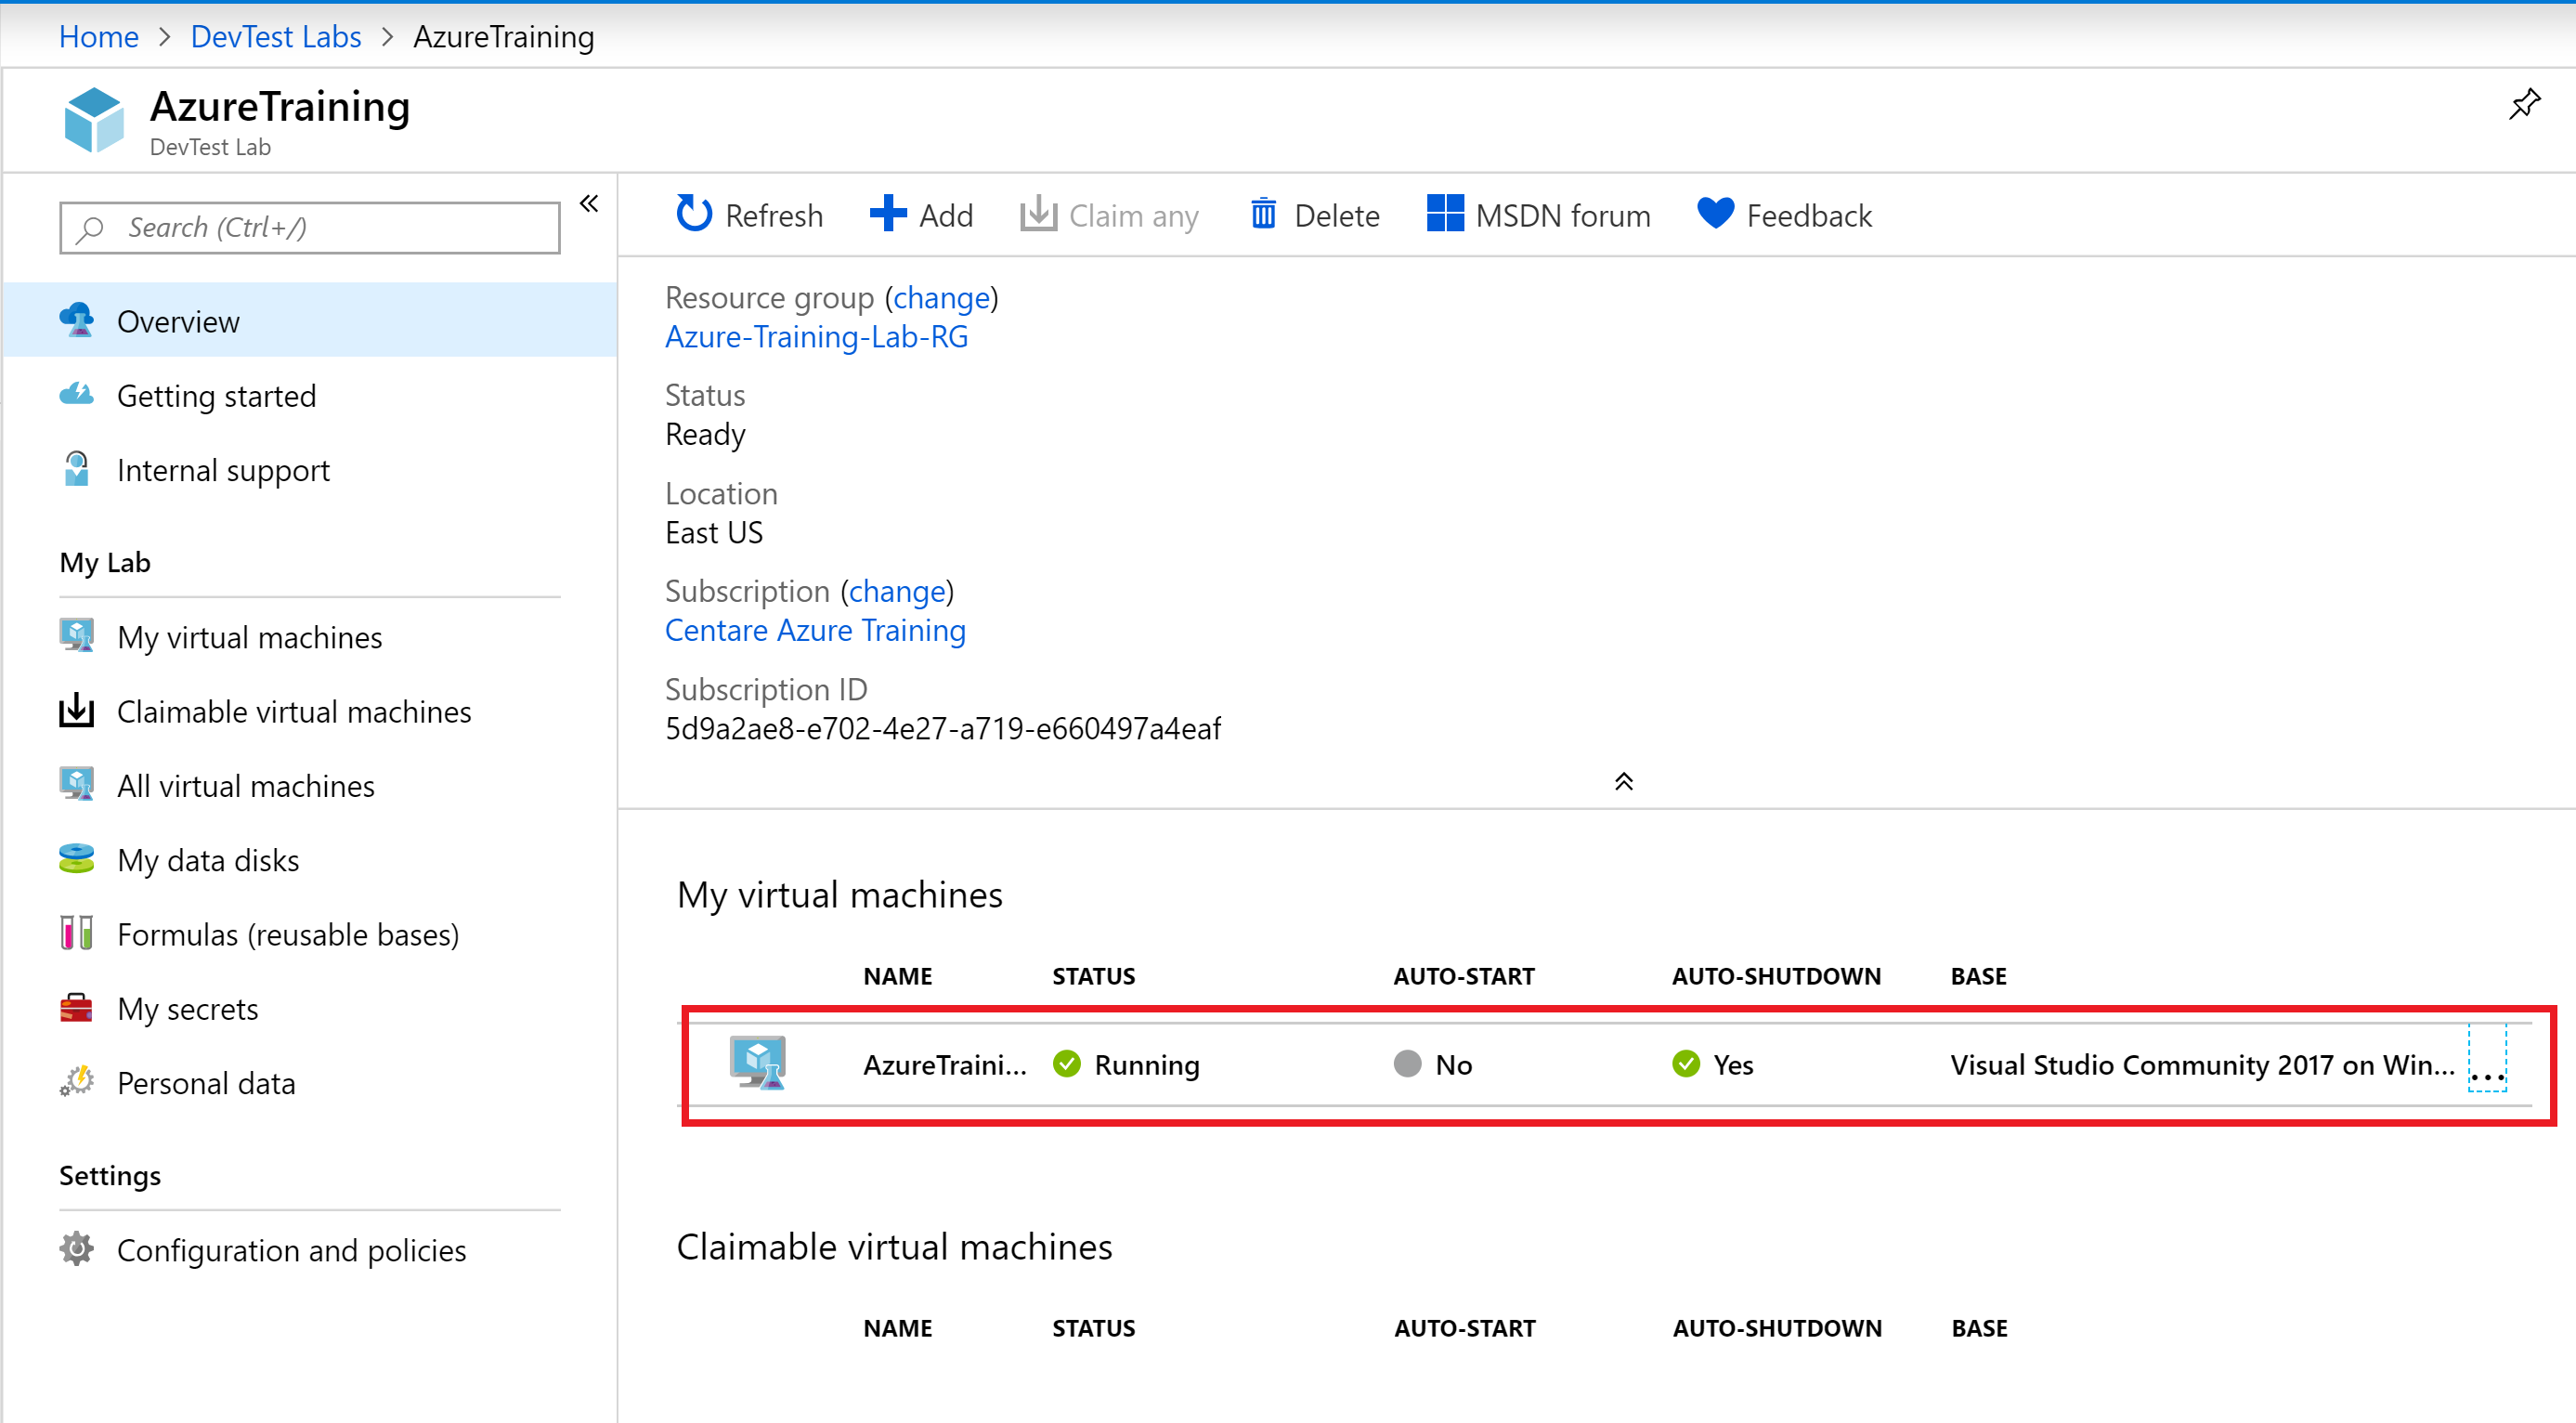 Home > DevTest Labs > AzureTraining
AzureTraining
DevTest Lab
Search (Ctrl+/)
«
Overview
Getting started
Internal support
My Lab
My virtual machines
Claimable virtual machines
All virtual machines
My data disks
Formulas (reusable bases)
My secrets
Personal data
Settings
Configuration and policies
Refresh Add Claim any Delete MSDN forum Feedback
Resource group (change)
Azure-Training-Lab-RG
Status
Ready
Location
East US
Subscription (change)
Centare Azure Training
Subscription ID
5d9a2ae8-e702-4e27-a719-e660497a4eaf
My virtual machines
NAME STATUS AUTO-START AUTO-SHUTDOWN BASE
AzureTraini... Running No Yes Visual Studio Community 2017 on Win... ...
Claimable virtual machines
NAME STATUS AUTO-START AUTO-SHUTDOWN BASE